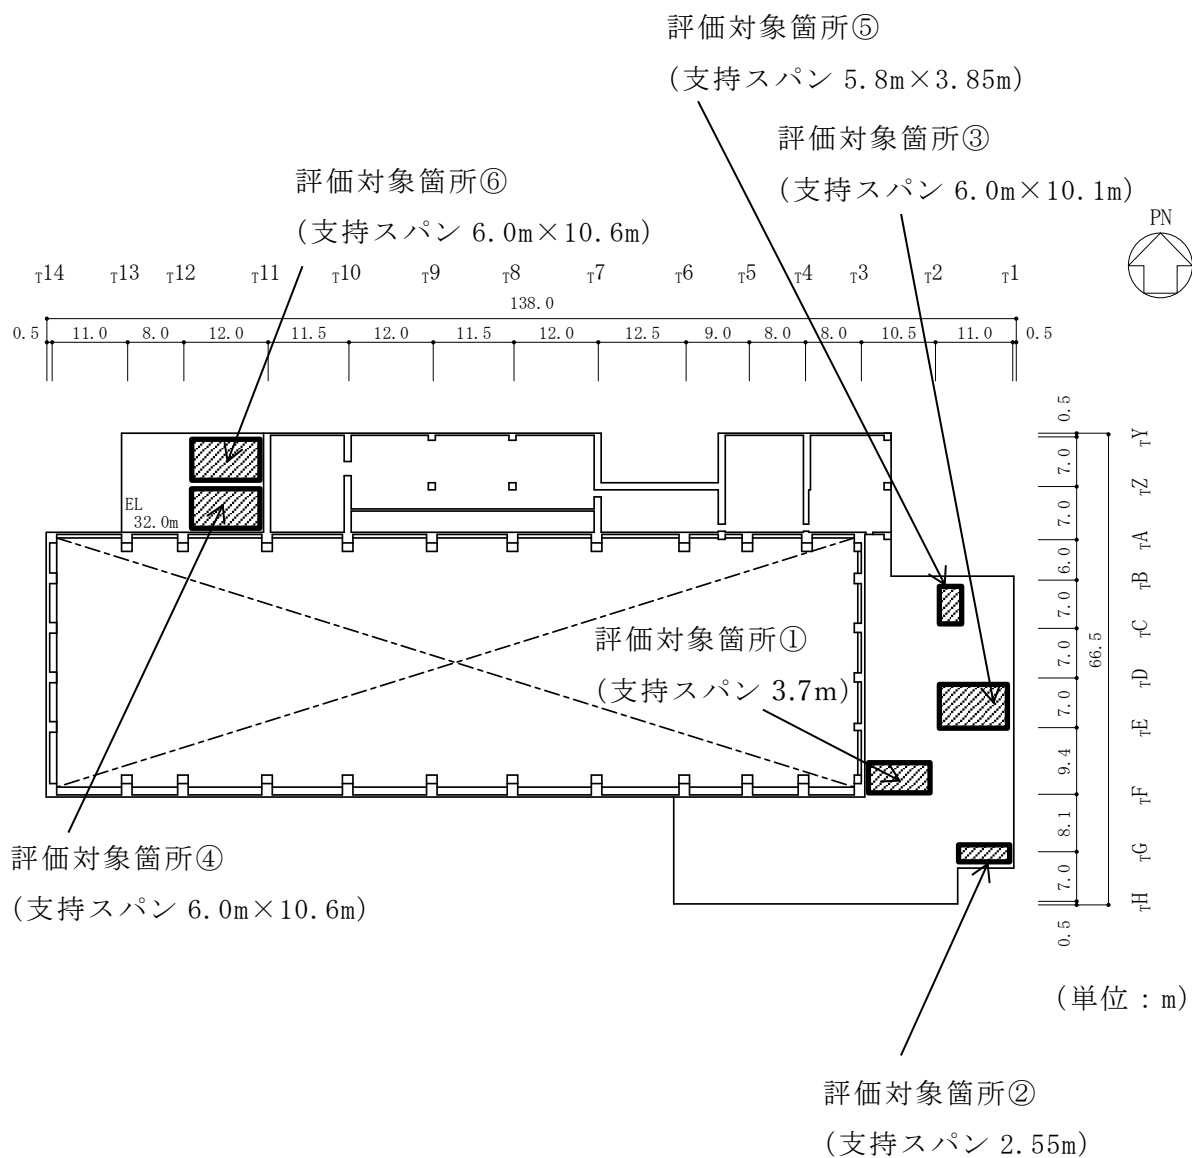 評価対象箇所⑤
（支持スパン 5.8m×3.85m）
評価対象箇所③
（支持スパン 6.0m×10.1m）
評価対象箇所⑥
（支持スパン 6.0m×10.6m）
PN
T14 T13 T12 T11 T10 T9 T8 T7 T6 T5 T4 T3 T2 T1
138.0
0.5 11.0 8.0 12.0 11.5 12.0 11.5 12.0 12.5 9.0 8.0 8.0 10.5 11.0 0.5
0.5
TY
7.0
TZ
7.0
TA
6.0
TB
7.0
TC
7.0
TD
7.0
TE
9.4
TF
8.1
TG
7.0
TH
0.5
66.5
EL
32.0m
評価対象箇所①
（支持スパン 3.7m）
評価対象箇所④
（支持スパン 6.0m×10.6m）
（単位：m）
評価対象箇所②
（支持スパン 2.55m）